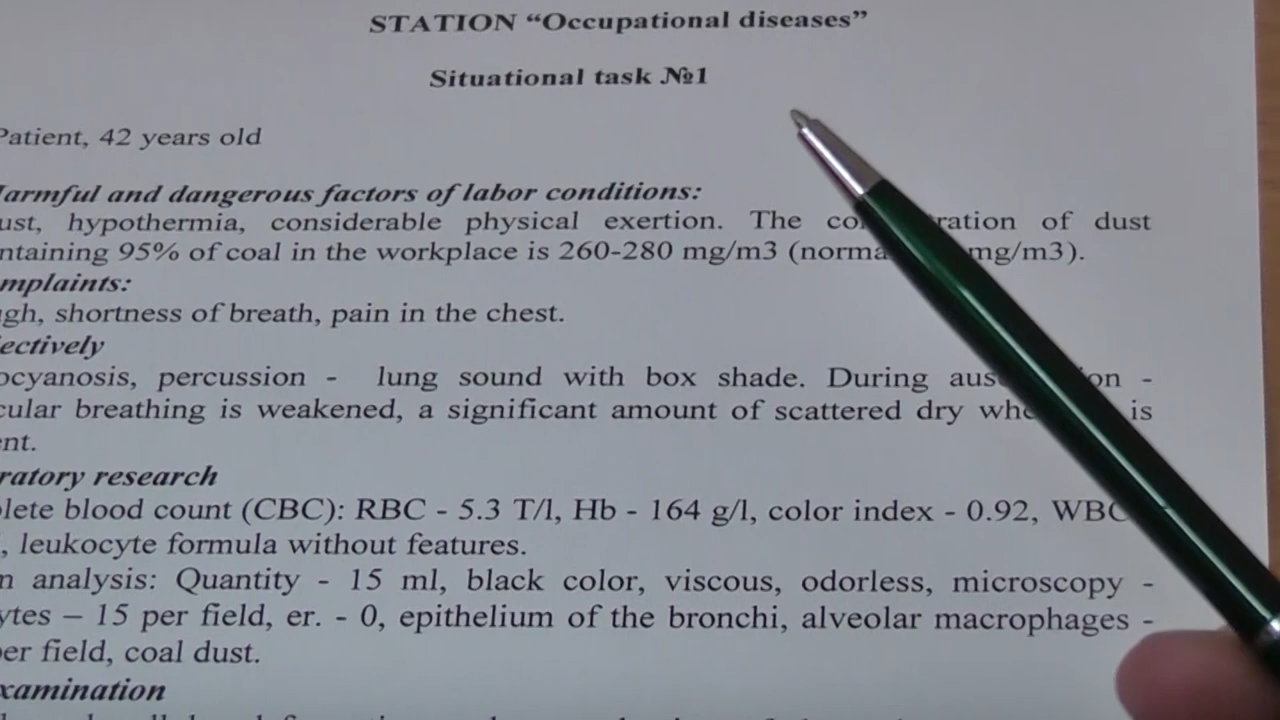 STATION “Occupational diseases”
Situational task №1
Patient, 42 years old
Harmful and dangerous factors of labor conditions:
ust, hypothermia, considerable physical exertion. The co ration of dust
ntaining 95% of coal in the workplace is 260-280 mg/m3 (norma mg/m3).
mplaints:
gh, shortness of breath, pain in the chest.
ectively
ocyanosis, percussion - lung sound with box shade. During aus on -
cular breathing is weakened, a significant amount of scattered dry whe is
nt.
ratory research
lete blood count (CBC): RBC - 5.3 T/l, Hb - 164 g/l, color index - 0.92, WBC
, leukocyte formula without features.
n analysis: Quantity - 15 ml, black color, viscous, odorless, microscopy -
ytes – 15 per field, er. - 0, epithelium of the bronchi, alveolar macrophages -
er field, coal dust.
xamination